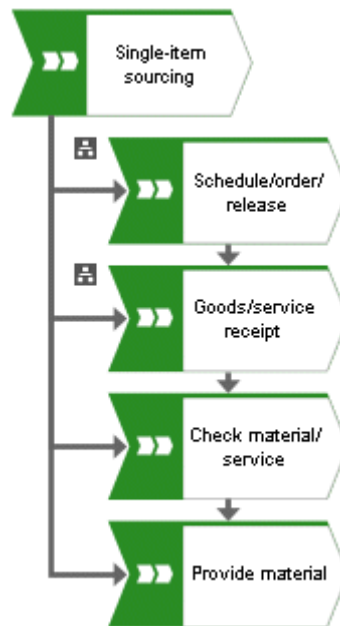 Single-item
sourcing
Schedule/order/
release
Goods/service
receipt
Check material/
service
Provide material